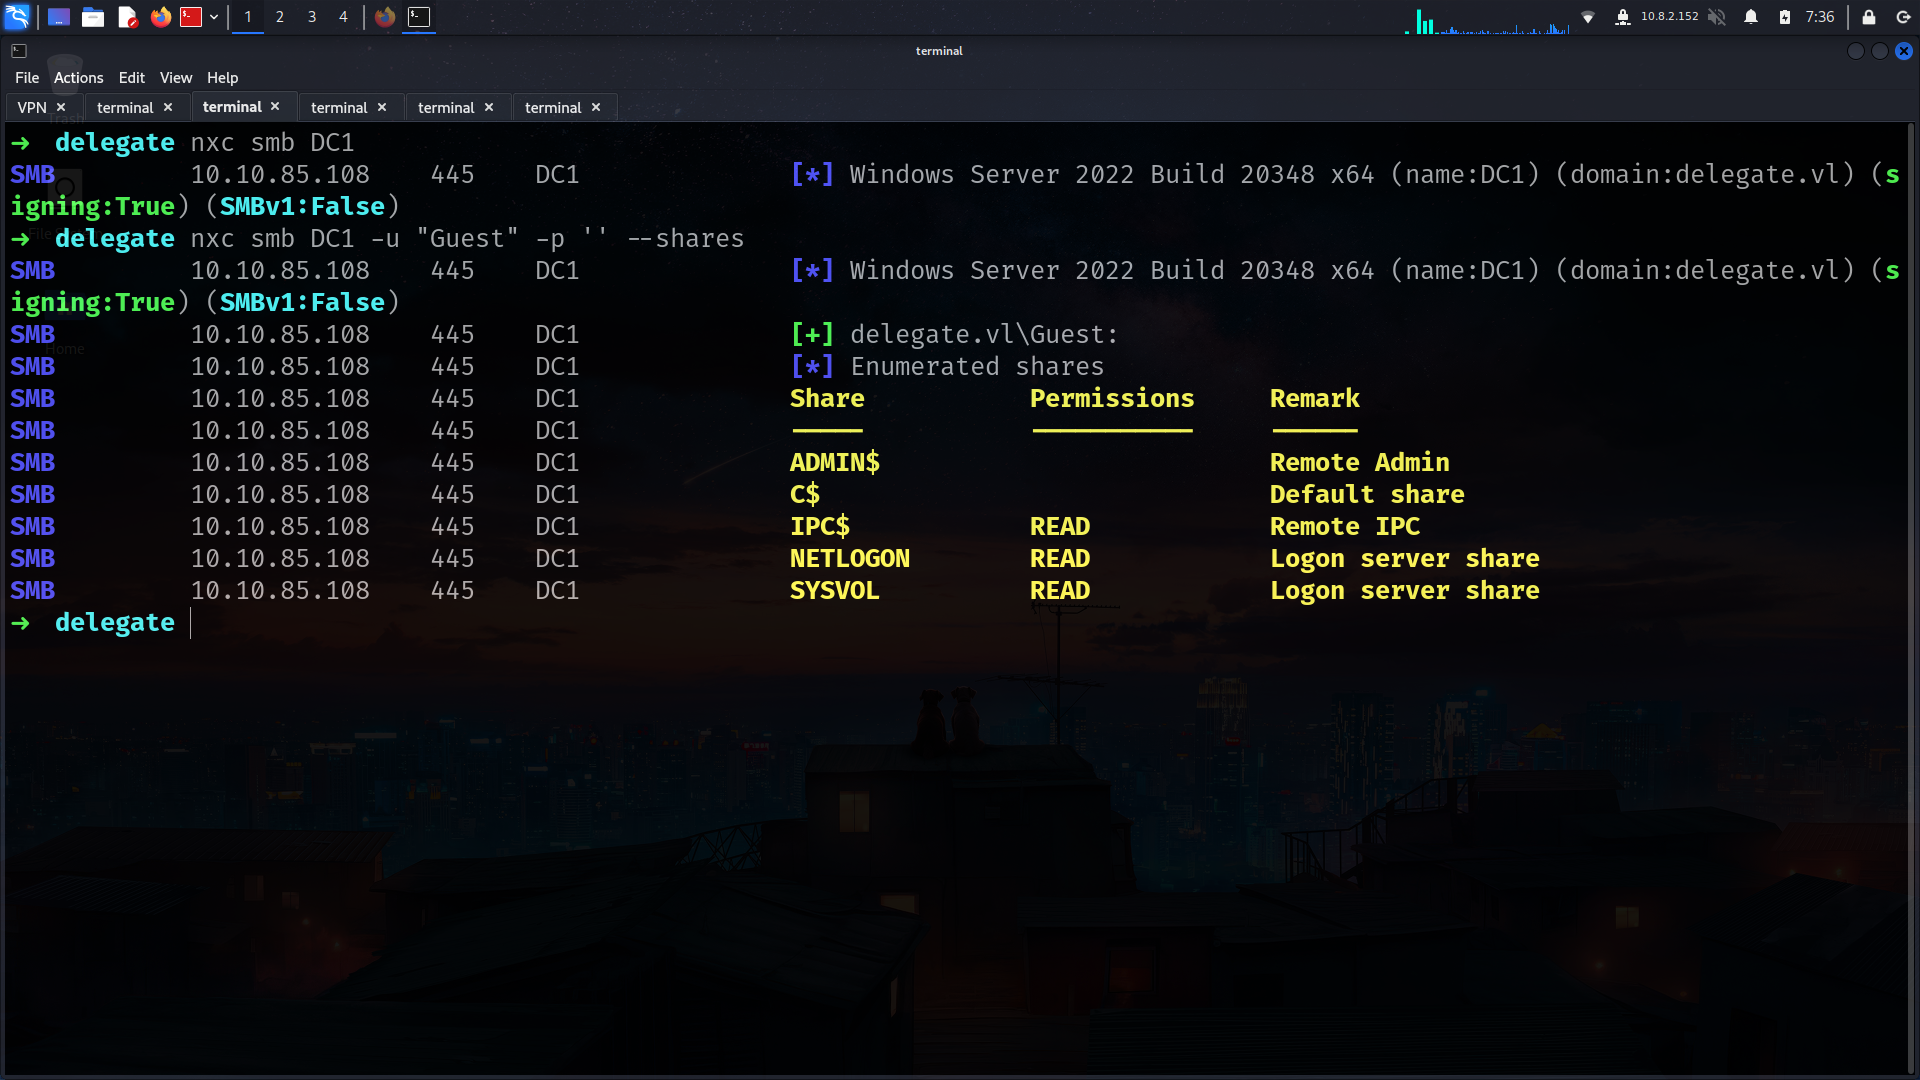 1 2 3 4 10.8.2.152 7:36
terminal
File Actions Edit View Help
VPN × terminal × terminal × terminal × terminal × terminal ×
Trash
→ delegate nxc smb DC1
SMB 10.10.85.108 445 DC1 [*] Windows Server 2022 Build 20348 x64 (name:DC1) (domain:delegate.vl) (s
igning:True) (SMBv1:False)
→ delegate nxc smb DC1 -u "Guest" -p '' --shares
SMB 10.10.85.108 445 DC1 [*] Windows Server 2022 Build 20348 x64 (name:DC1) (domain:delegate.vl) (s
igning:True) (SMBv1:False)
SMB 10.10.85.108 445 DC1 [+] delegate.vl\Guest:
Home
SMB 10.10.85.108 445 DC1 [*] Enumerated shares
SMB 10.10.85.108 445 DC1 Share Permissions Remark
SMB 10.10.85.108 445 DC1 ----- ----------- ------
SMB 10.10.85.108 445 DC1 ADMIN$ Remote Admin
SMB 10.10.85.108 445 DC1 C$ Default share
SMB 10.10.85.108 445 DC1 IPC$ READ Remote IPC
SMB 10.10.85.108 445 DC1 NETLOGON READ Logon server share
SMB 10.10.85.108 445 DC1 SYSVOL READ Logon server share
→ delegate